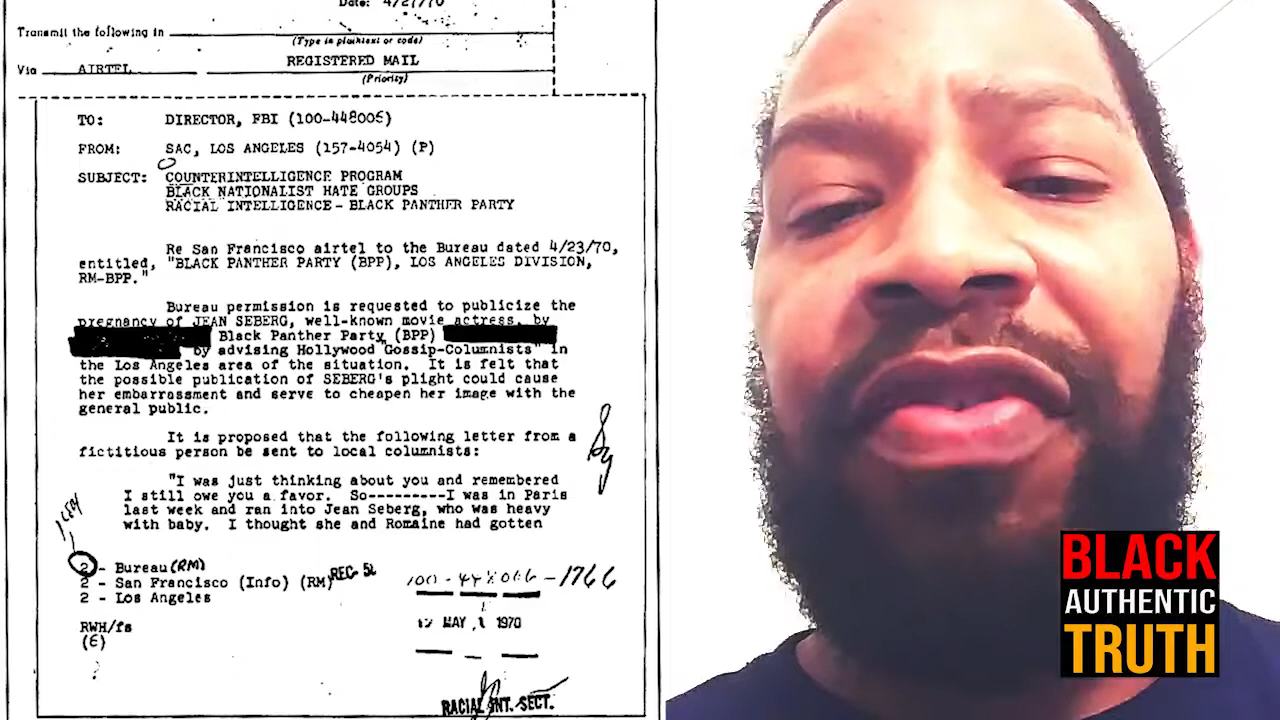 Date: 4/27/70
Transmit the following in
(Type in plaintext or code)
Via AIRTEL REGISTERED MAIL
(Priority)
TO: DIRECTOR, FBI (100-448006)
FROM: SAC, LOS ANGELES (157-4054) (P)
SUBJECT: COUNTERINTELLIGENCE PROGRAM
BLACK NATIONALIST HATE GROUPS
RACIAL INTELLIGENCE - BLACK PANTHER PARTY
Re San Francisco airtel to the Bureau dated 4/23/70,
entitled, "BLACK PANTHER PARTY (BPP), LOS ANGELES DIVISION,
RM-BPP."
Bureau permission is requested to publicize the
pregnancy of JEAN SEBERG, well-known movie actress, by
Black Panther Party (BPP)
by advising Hollywood Gossip-Columnists" in
the Los Angeles area of the situation. It is felt that
the possible publication of SEBERG's plight could cause
her embarrassment and serve to cheapen her image with the
general public.
It is proposed that the following letter from a
fictitious person be sent to local columnists:
"I was just thinking about you and remembered
I still owe you a favor. So---------I was in Paris
last week and ran into Jean Seberg, who was heavy
with baby. I thought she and Romaine had gotten
2 - Bureau (RM)
2 - San Francisco (Info) (RM) REC 52
2 - Los Angeles
100-448006-1766
RWH/fs
(6)
12 MAY 1 1970
RACIAL INT. SECT.
BLACK
AUTHENTIC
TRUTH